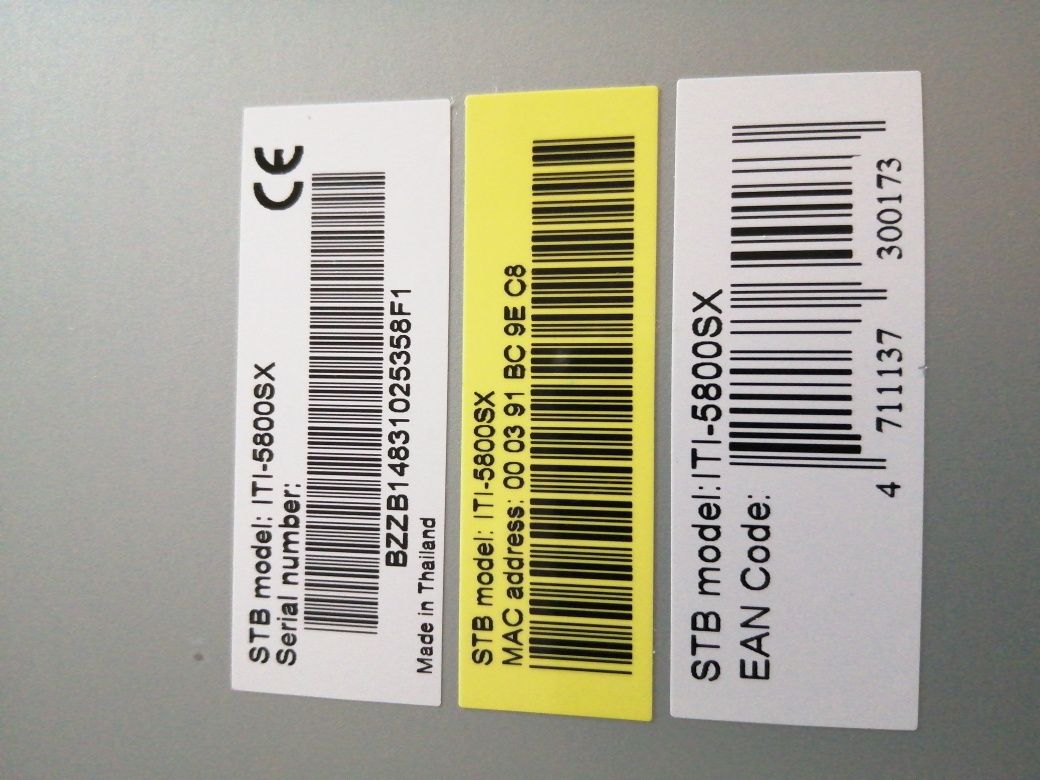 CE
STB model: ITI-5800SX
Serial number:
BZZB14831025358F1
Made in Thailand
STB model: ITI-5800SX
MAC address: 00 03 91 BC 9E C8
STB model:ITI-5800SX
EAN Code:
4 711137 300173